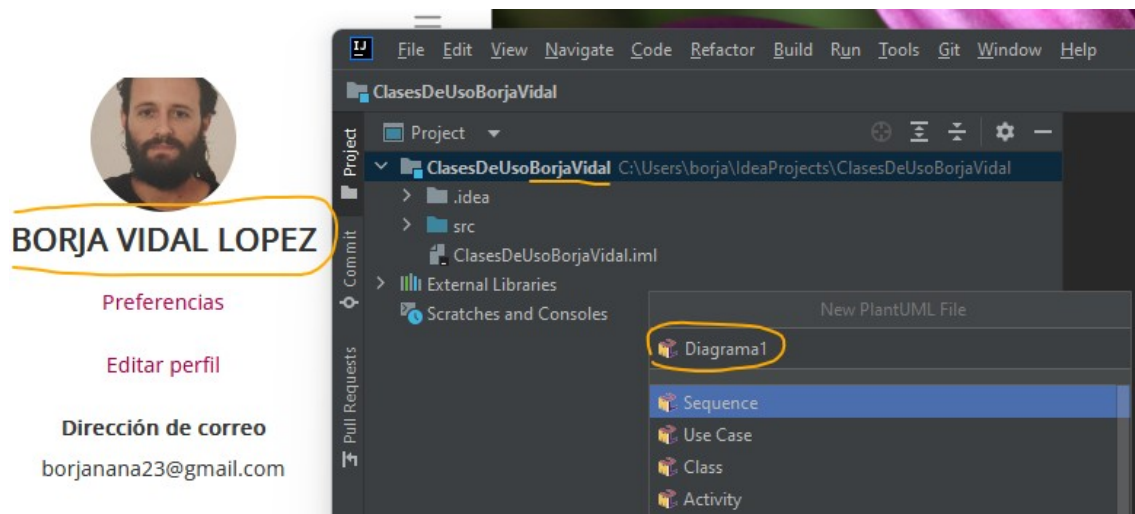 BORJA VIDAL LOPEZ
Preferencias
Editar perfil
Dirección de correo
borjanana23@gmail.com
IJ File Edit View Navigate Code Refactor Build Run Tools Git Window Help
ClasesDeUsoBorjaVidal
Project
Commit
Pull Requests
Project
ClasesDeUsoBorjaVidal C:\Users\borja\IdeaProjects\ClasesDeUsoBorjaVidal
.idea
src
ClasesDeUsoBorjaVidal.iml
External Libraries
Scratches and Consoles
New PlantUML File
Diagrama1
Sequence
Use Case
Class
Activity